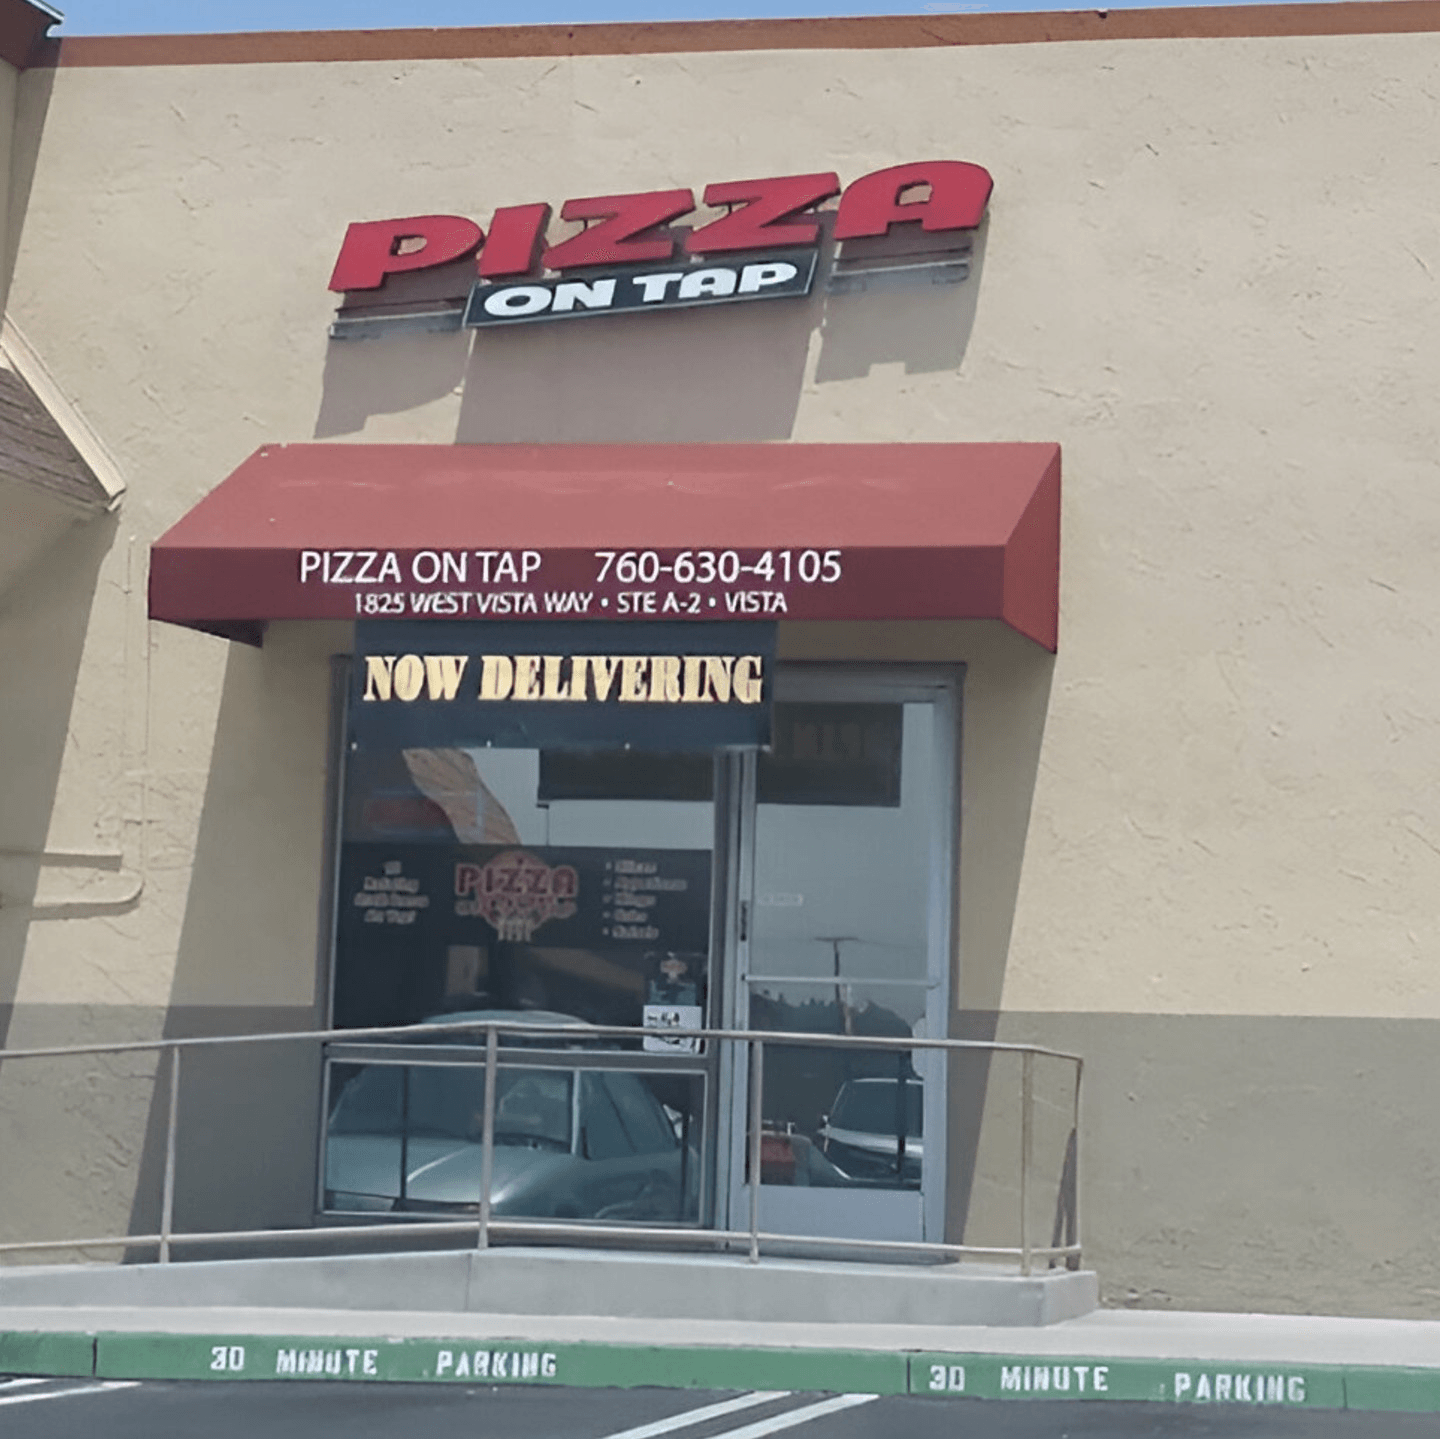 PIZZA
ON TAP
PIZZA ON TAP 760-630-4105
1825 WEST VISTA WAY • STE A-2 • VISTA
NOW DELIVERING
PIZZA
30 MINUTE PARKING
30 MINUTE PARKING